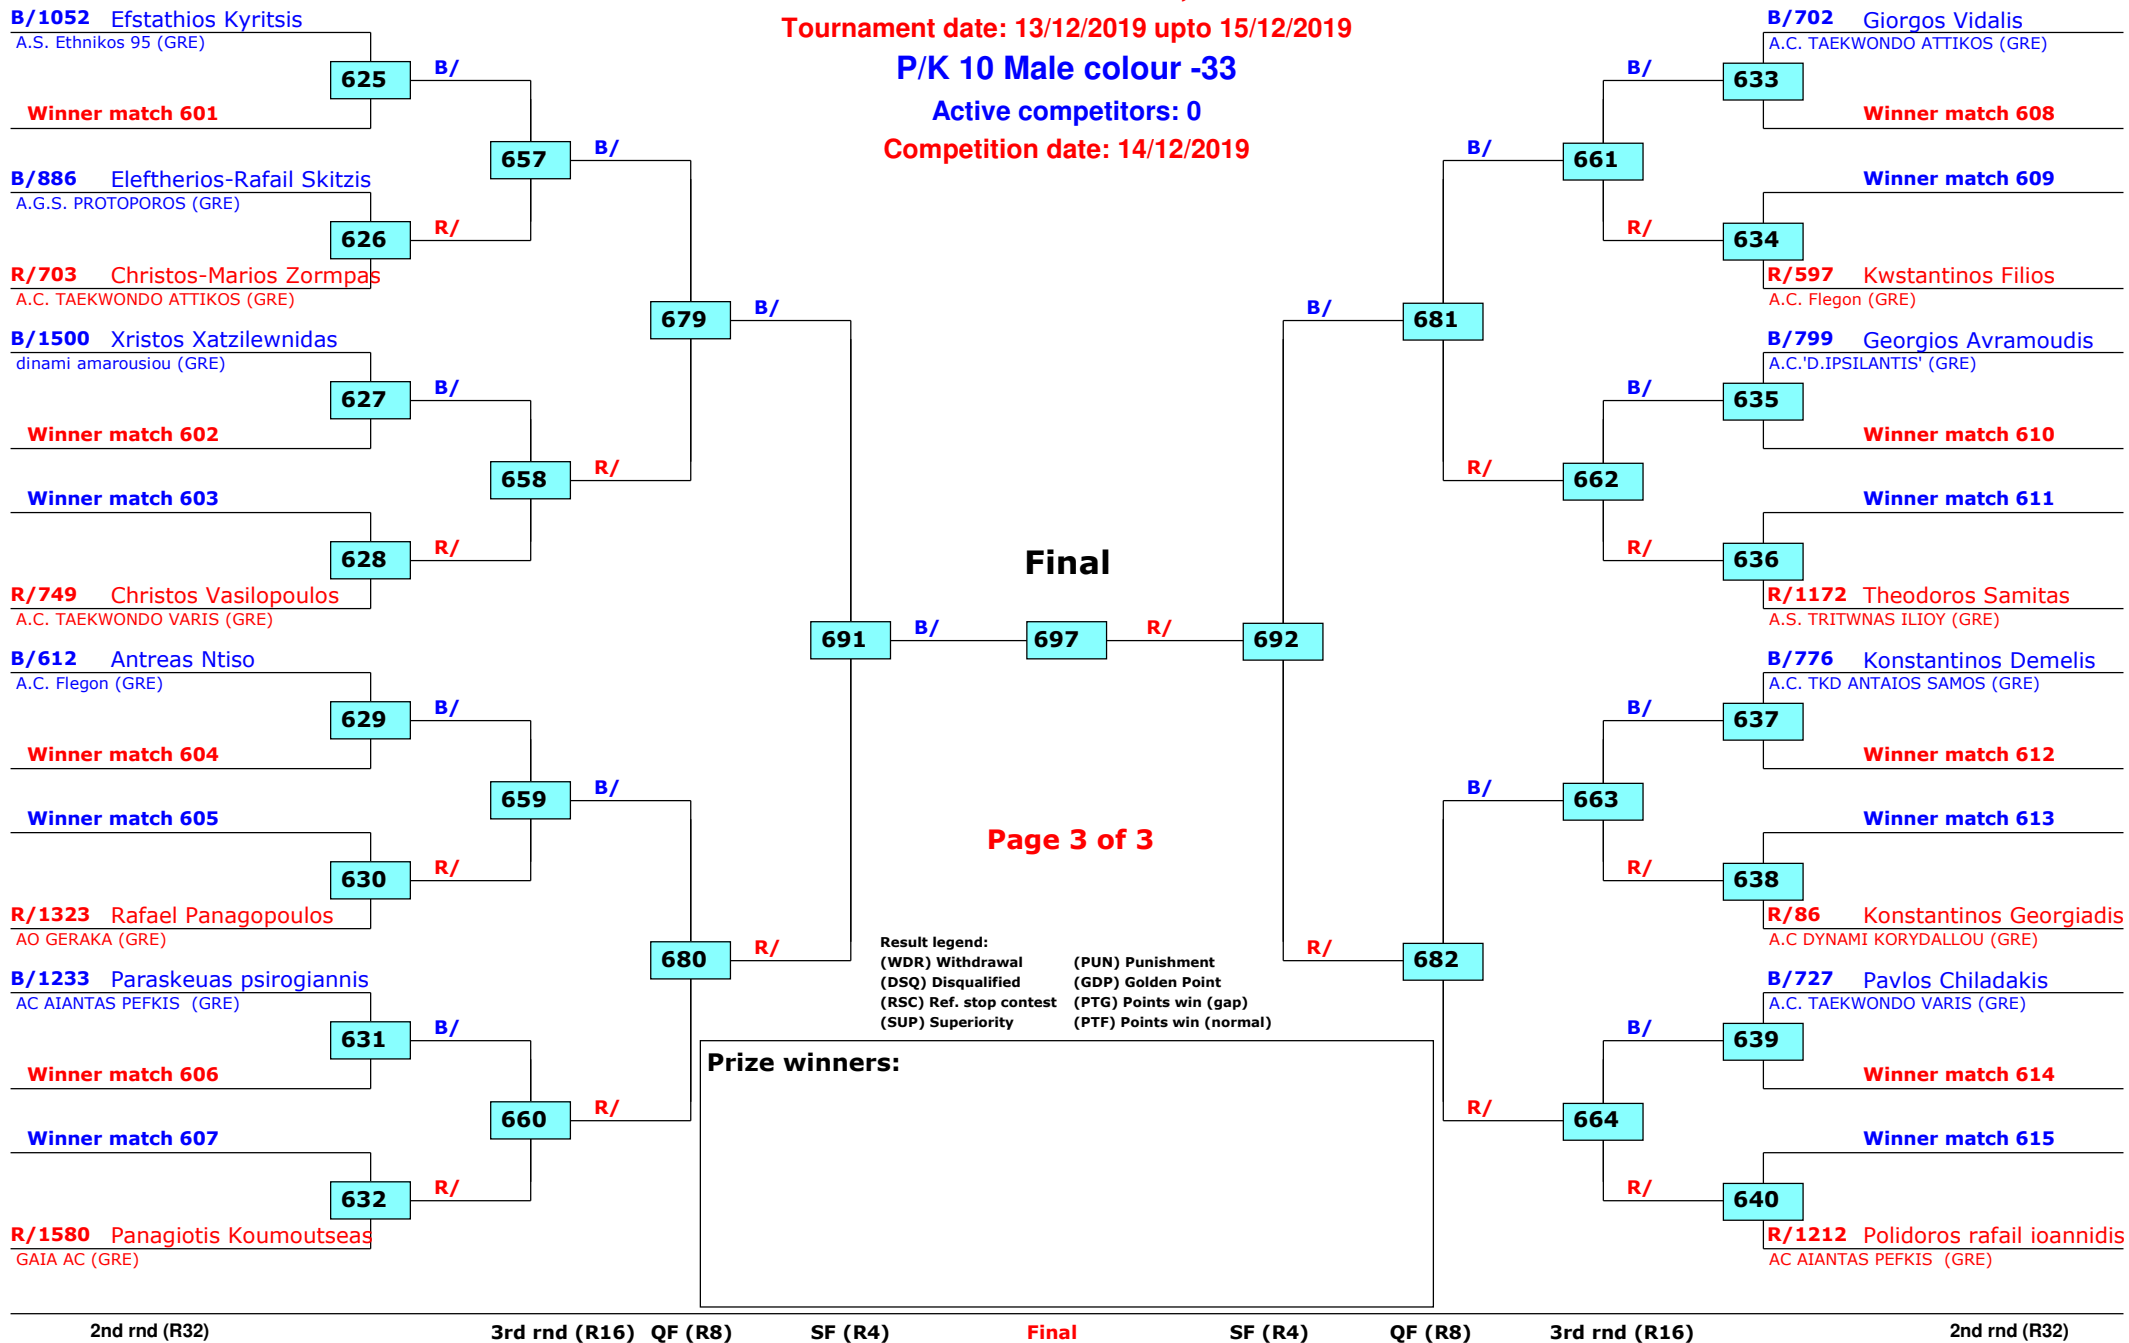 Tournament date: 13/12/2019 upto 15/12/2019
P/K 10 Male colour -33
Active competitors: 0
Competition date: 14/12/2019
B/1052 Efstathios Kyritsis
A.S. Ethnikos 95 (GRE)
625
B/
Winner match 601
657
B/
B/886 Eleftherios-Rafail Skitzis
A.G.S. PROTOPOROS (GRE)
626
R/
R/703 Christos-Marios Zormpas
A.C. TAEKWONDO ATTIKOS (GRE)
679
B/
B/1500 Xristos Xatzilewnidas
dinami amarousiou (GRE)
627
B/
Winner match 602
658
R/
Winner match 603
628
R/
R/749 Christos Vasilopoulos
A.C. TAEKWONDO VARIS (GRE)
691
B/
B/612 Antreas Ntiso
A.C. Flegon (GRE)
629
B/
Winner match 604
659
B/
Winner match 605
630
R/
R/1323 Rafael Panagopoulos
AO GERAKA (GRE)
680
R/
B/1233 Paraskeuas psirogiannis
AC AIANTAS PEFKIS (GRE)
631
B/
Winner match 606
660
R/
Winner match 607
632
R/
R/1580 Panagiotis Koumoutseas
GAIA AC (GRE)
Final
697
R/
692
Page 3 of 3
Result legend:
(WDR) Withdrawal (PUN) Punishment
(DSQ) Disqualified (GDP) Golden Point
(RSC) Ref. stop contest (PTG) Points win (gap)
(SUP) Superiority (PTF) Points win (normal)
Prize winners:
B/702 Giorgos Vidalis
A.C. TAEKWONDO ATTIKOS (GRE)
B/
633
Winner match 608
B/
661
Winner match 609
R/
634
R/597 Kwstantinos Filios
A.C. Flegon (GRE)
B/
681
B/799 Georgios Avramoudis
A.C.'D.IPSILANTIS' (GRE)
B/
635
Winner match 610
R/
662
Winner match 611
R/
636
R/1172 Theodoros Samitas
A.S. TRITWNAS ILIOY (GRE)
B/776 Konstantinos Demelis
A.C. TKD ANTAIOS SAMOS (GRE)
B/
637
Winner match 612
B/
663
Winner match 613
R/
638
R/86 Konstantinos Georgiadis
A.C DYNAMI KORYDALLOU (GRE)
R/
682
B/727 Pavlos Chiladakis
A.C. TAEKWONDO VARIS (GRE)
B/
639
Winner match 614
R/
664
Winner match 615
R/
640
R/1212 Polidoros rafail ioannidis
AC AIANTAS PEFKIS (GRE)
2nd rnd (R32) 3rd rnd (R16) QF (R8) SF (R4) Final SF (R4) QF (R8) 3rd rnd (R16) 2nd rnd (R32)